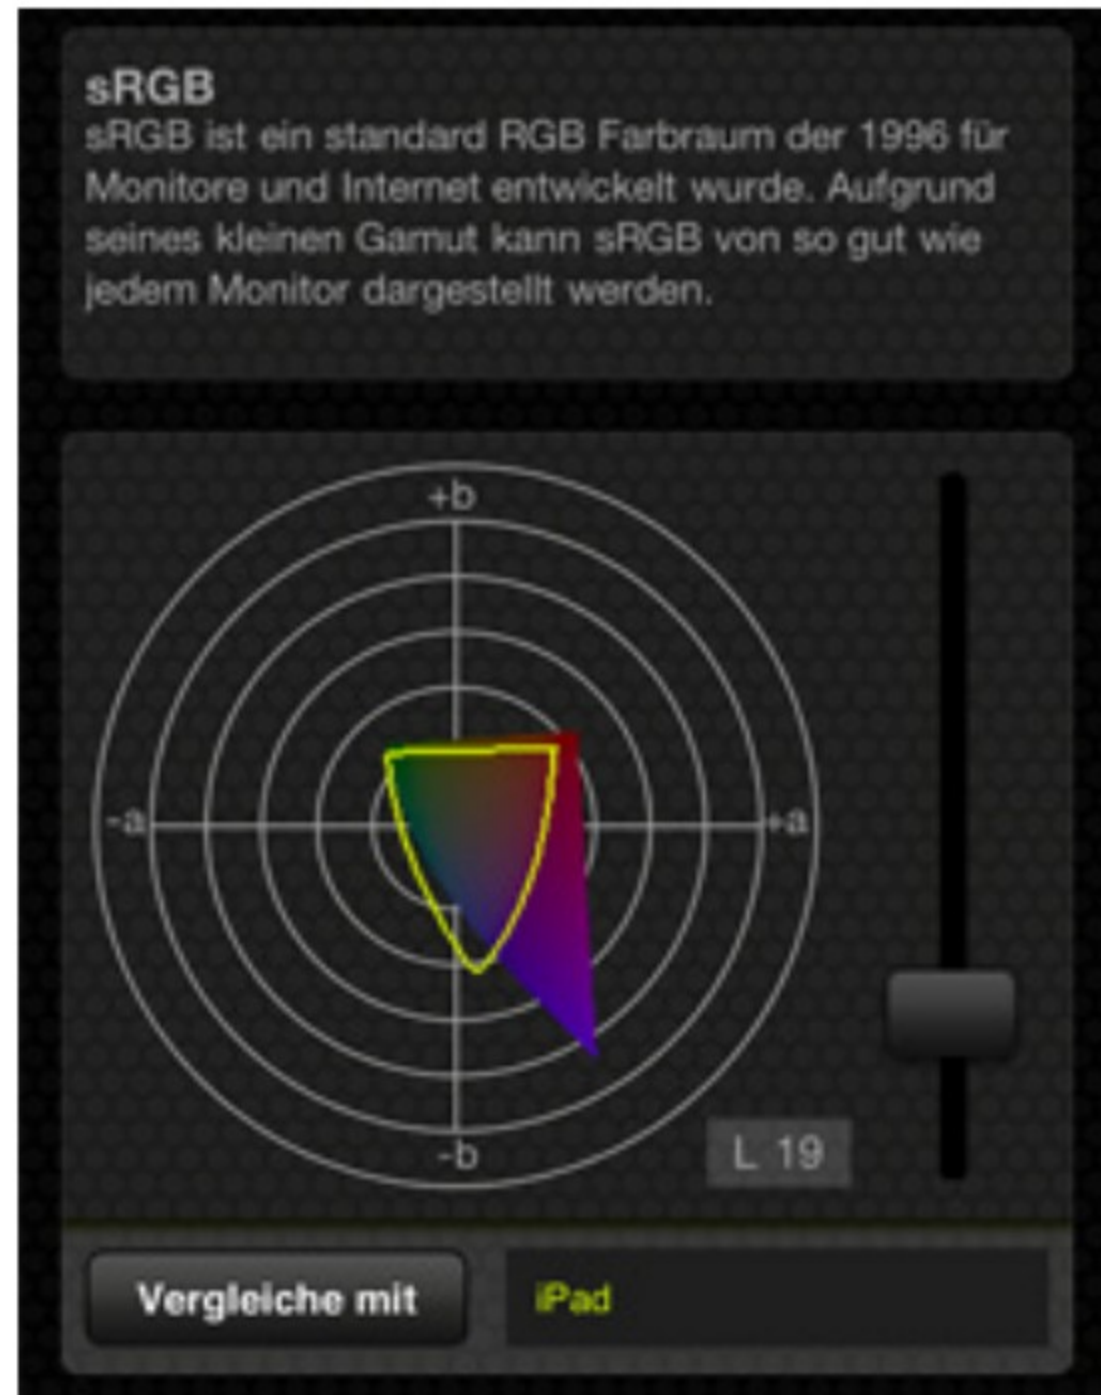 sRGB
sRGB ist ein standard RGB Farbraum der 1996 für
Monitore und Internet entwickelt wurde. Aufgrund
seines kleinen Gamut kann sRGB von so gut wie
jedem Monitor dargestellt werden.
+b
-a
+a
-b
L 19
Vergleiche mit
iPad